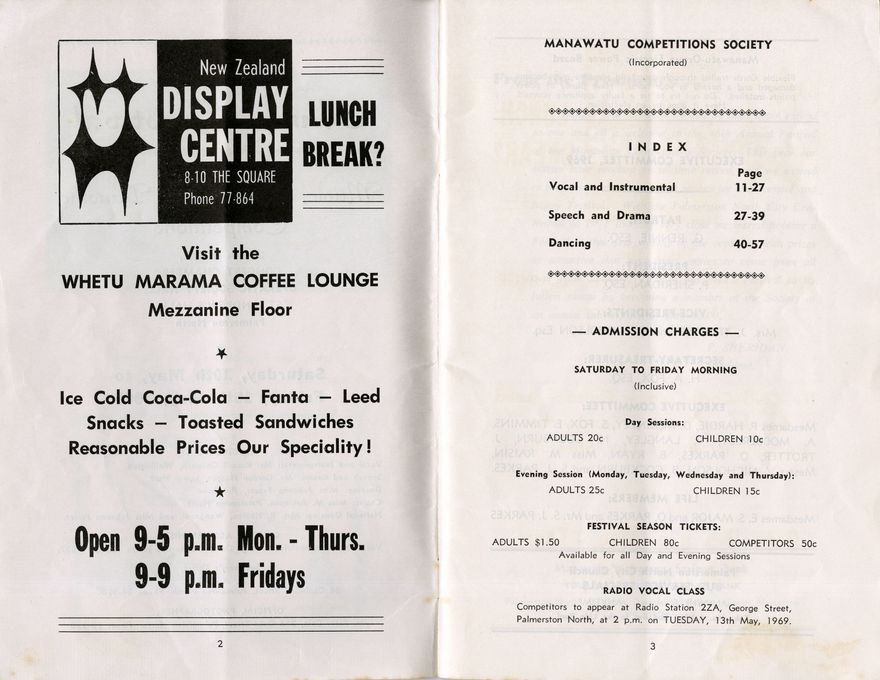 New Zealand
DISPLAY
CENTRE
8-10 THE SQUARE
Phone 77-864
LUNCH
BREAK?
Visit the
WHETU MARAMA COFFEE LOUNGE
Mezzanine Floor
Ice Cold Coca-Cola — Fanta — Leed
Snacks — Toasted Sandwiches
Reasonable Prices Our Speciality!
Open 9-5 p.m. Mon. - Thurs.
9-9 p.m. Fridays
2
MANAWATU COMPETITIONS SOCIETY
(Incorporated)
INDEX
Page
Vocal and Instrumental 11-27
Speech and Drama 27-39
Dancing 40-57
— ADMISSION CHARGES —
SATURDAY TO FRIDAY MORNING
(Inclusive)
Day Sessions:
ADULTS 20c CHILDREN 10c
Evening Session (Monday, Tuesday, Wednesday and Thursday):
ADULTS 25c CHILDREN 15c
FESTIVAL SEASON TICKETS:
ADULTS $1.50 CHILDREN 80c COMPETITORS 50c
Available for all Day and Evening Sessions
RADIO VOCAL CLASS
Competitors to appear at Radio Station 2ZA, George Street,
Palmerston North, at 2 p.m. on TUESDAY, 13th May, 1969.
3